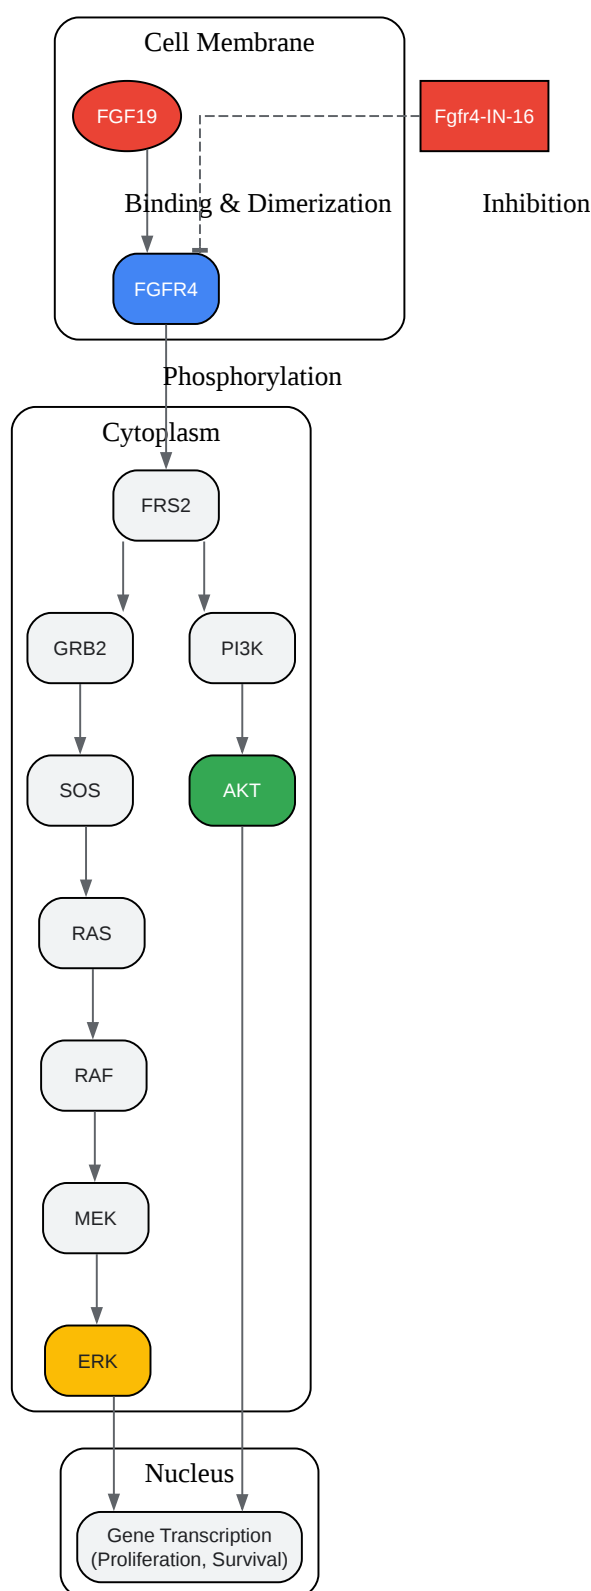 Cell Membrane
FGF19
Fgfr4-IN-16
Binding & Dimerization
Inhibition
FGFR4
Phosphorylation
Cytoplasm
FRS2
GRB2
PI3K
SOS
AKT
RAS
RAF
MEK
ERK
Nucleus
Gene Transcription
(Proliferation, Survival)